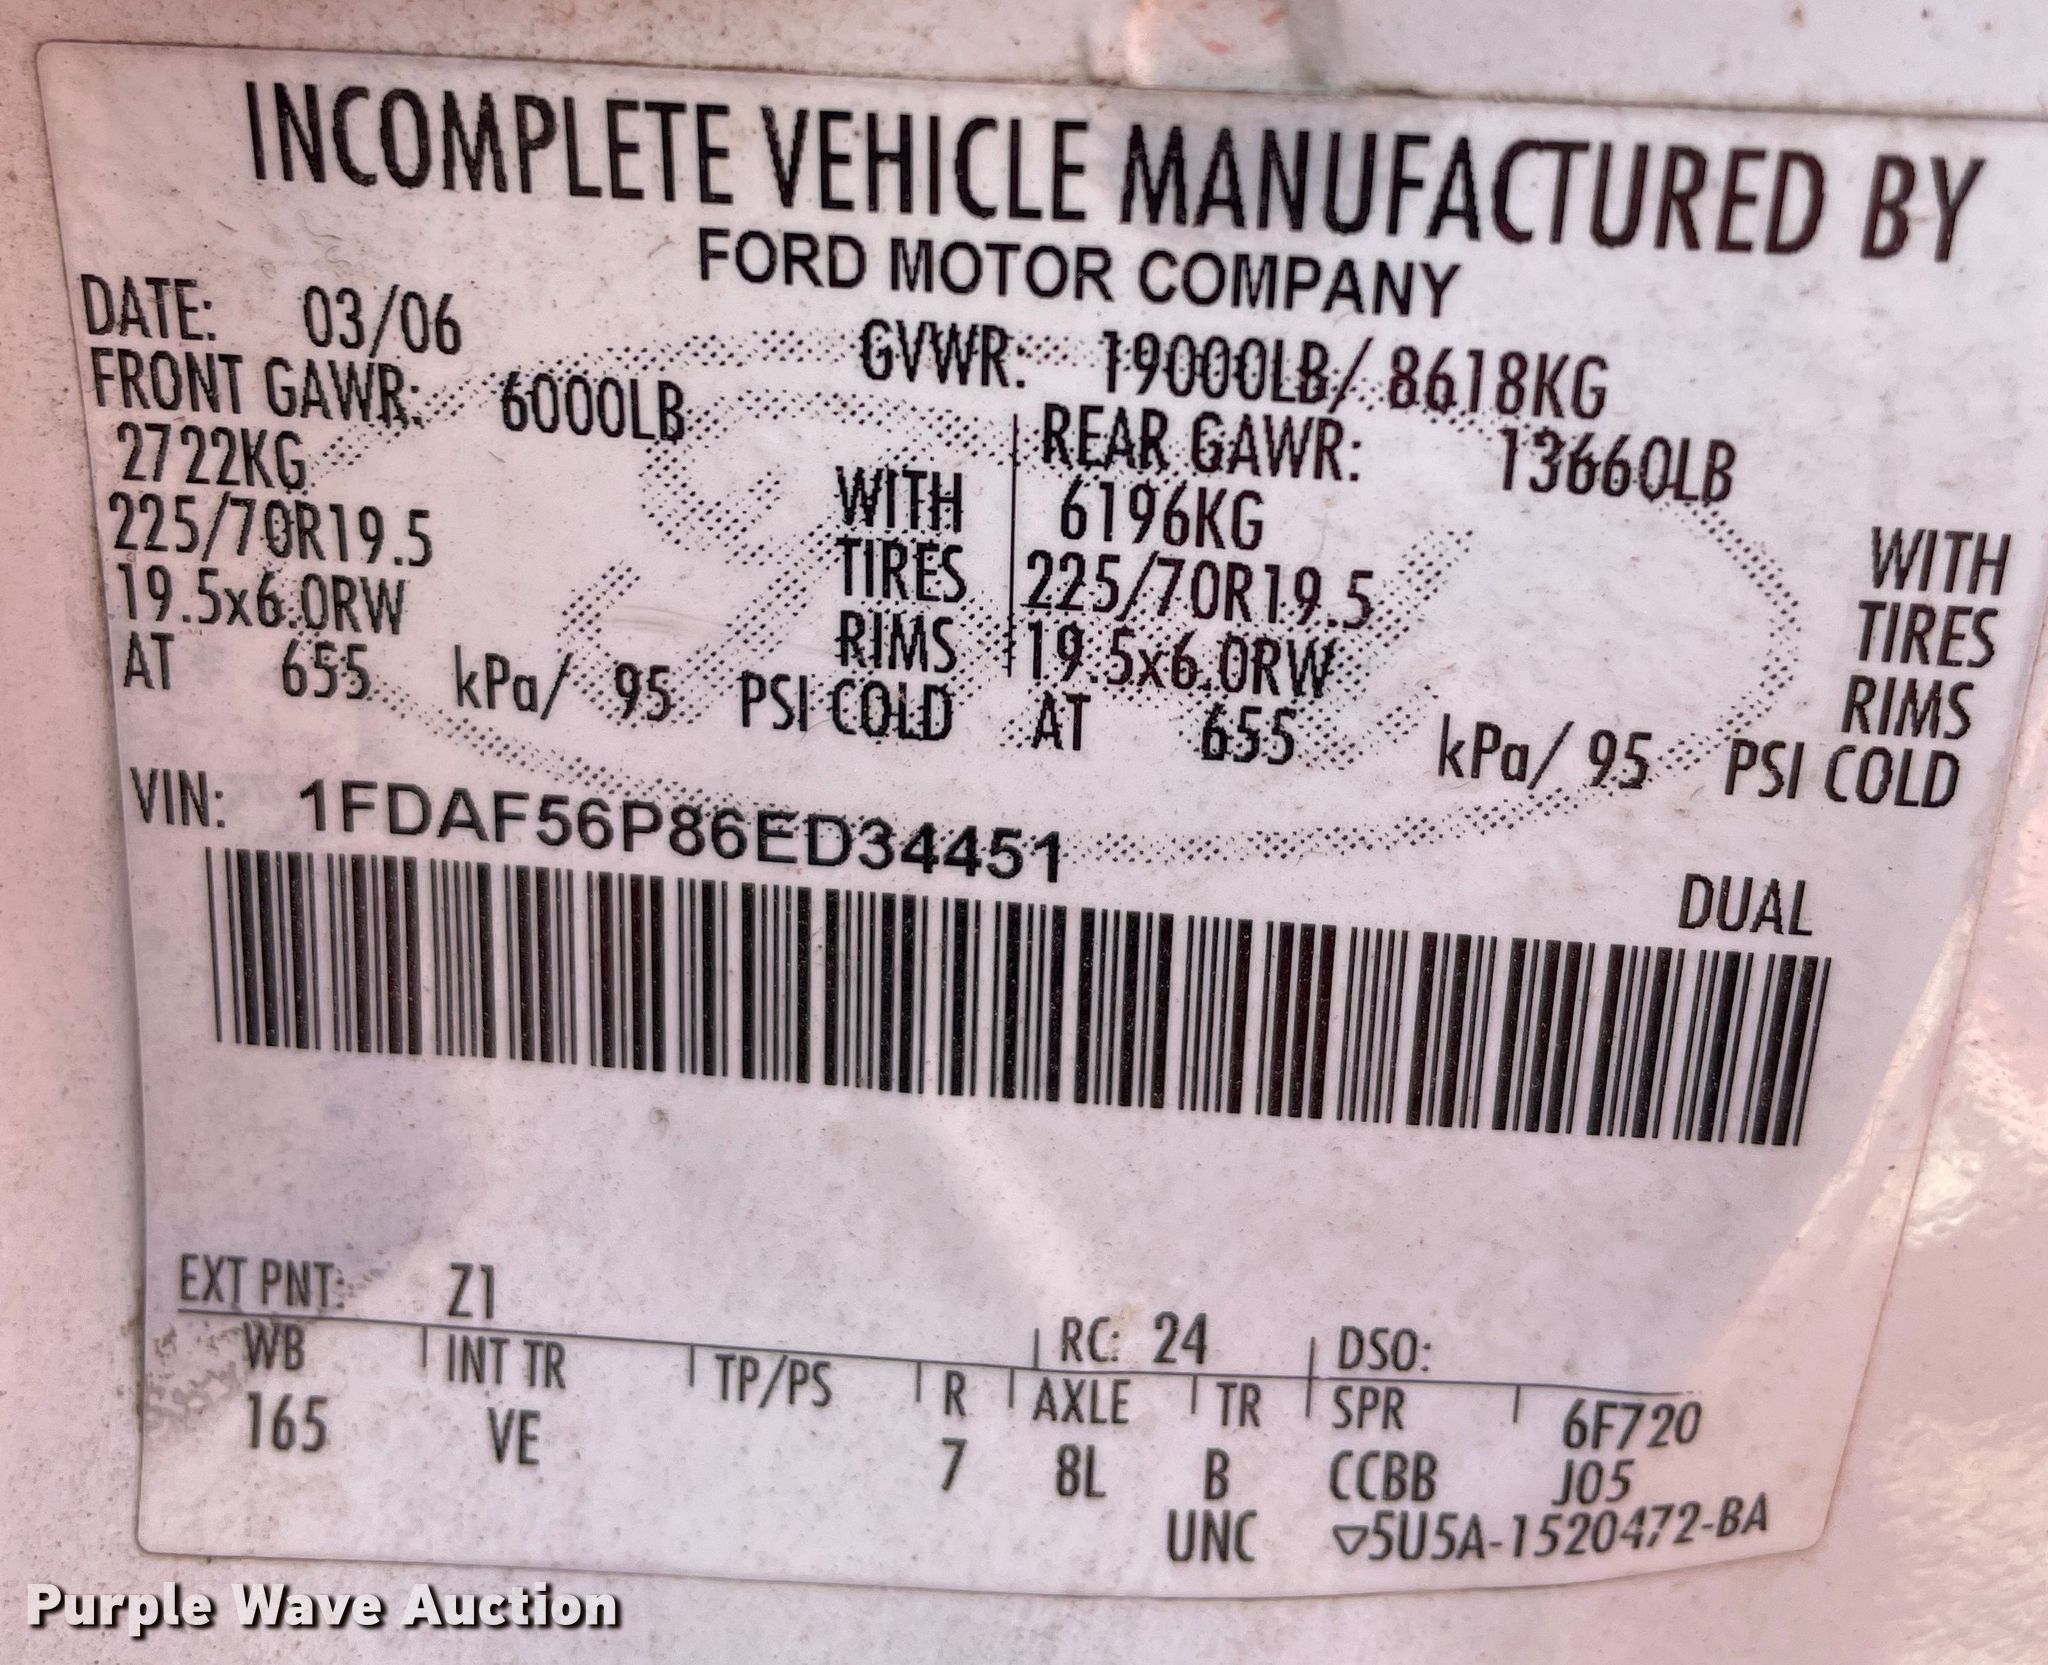 INCOMPLETE VEHICLE MANUFACTURED BY
FORD MOTOR COMPANY
DATE: 03/06 GVWR: 19000LB/ 8618KG
FRONT GAWR: 6000LB REAR GAWR: 13660LB
2722KG WITH 6196KG WITH
225/70R19.5 TIRES 225/70R19.5 TIRES
19.5x6.0RW RIMS 19.5x6.0RW RIMS
AT 655 kPa/ 95 PSI COLD AT 655 kPa/ 95 PSI COLD
VIN: 1FDAF56P86ED34451
DUAL
EXT PNT: Z1 RC: 24 DSO:
WB INT TR TP/PS R AXLE TR SPR 6F720
165 VE 7 8L B CCBB J05
UNC ▽5U5A-1520472-BA
Purple Wave Auction